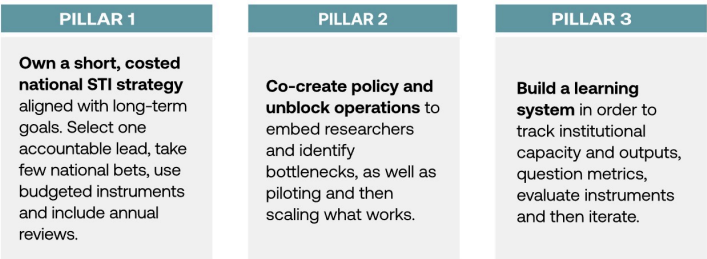 PILLAR 1
Own a short, costed
national STI strategy
aligned with long-term
goals. Select one
accountable lead, take
few national bets, use
budgeted instruments
and include annual
reviews.
PILLAR 2
Co-create policy and
unblock operations to
embed researchers
and identify
bottlenecks, as well as
piloting and then
scaling what works.
PILLAR 3
Build a learning
system in order to
track institutional
capacity and outputs,
question metrics,
evaluate instruments
and then iterate.